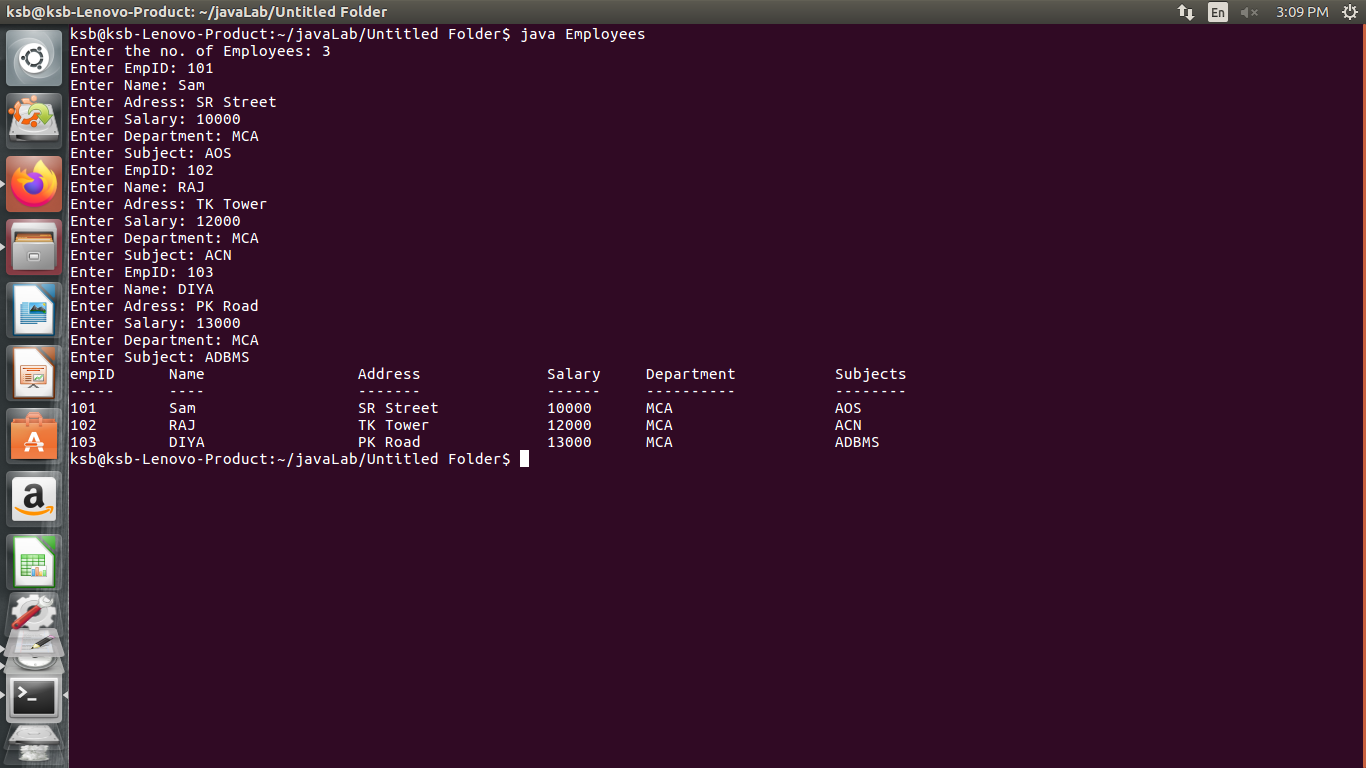 ksb@ksb-Lenovo-Product: ~/javaLab/Untitled Folder En 3:09 PM
ksb@ksb-Lenovo-Product:~/javaLab/Untitled Folder$ java Employees
Enter the no. of Employees: 3
Enter EmpID: 101
Enter Name: Sam
Enter Adress: SR Street
Enter Salary: 10000
Enter Department: MCA
Enter Subject: AOS
Enter EmpID: 102
Enter Name: RAJ
Enter Adress: TK Tower
Enter Salary: 12000
Enter Department: MCA
Enter Subject: ACN
Enter EmpID: 103
Enter Name: DIYA
Enter Adress: PK Road
Enter Salary: 13000
Enter Department: MCA
Enter Subject: ADBMS
empID Name Address Salary Department Subjects
----- ---- ------- ------ ---------- --------
101 Sam SR Street 10000 MCA AOS
102 RAJ TK Tower 12000 MCA ACN
103 DIYA PK Road 13000 MCA ADBMS
ksb@ksb-Lenovo-Product:~/javaLab/Untitled Folder$